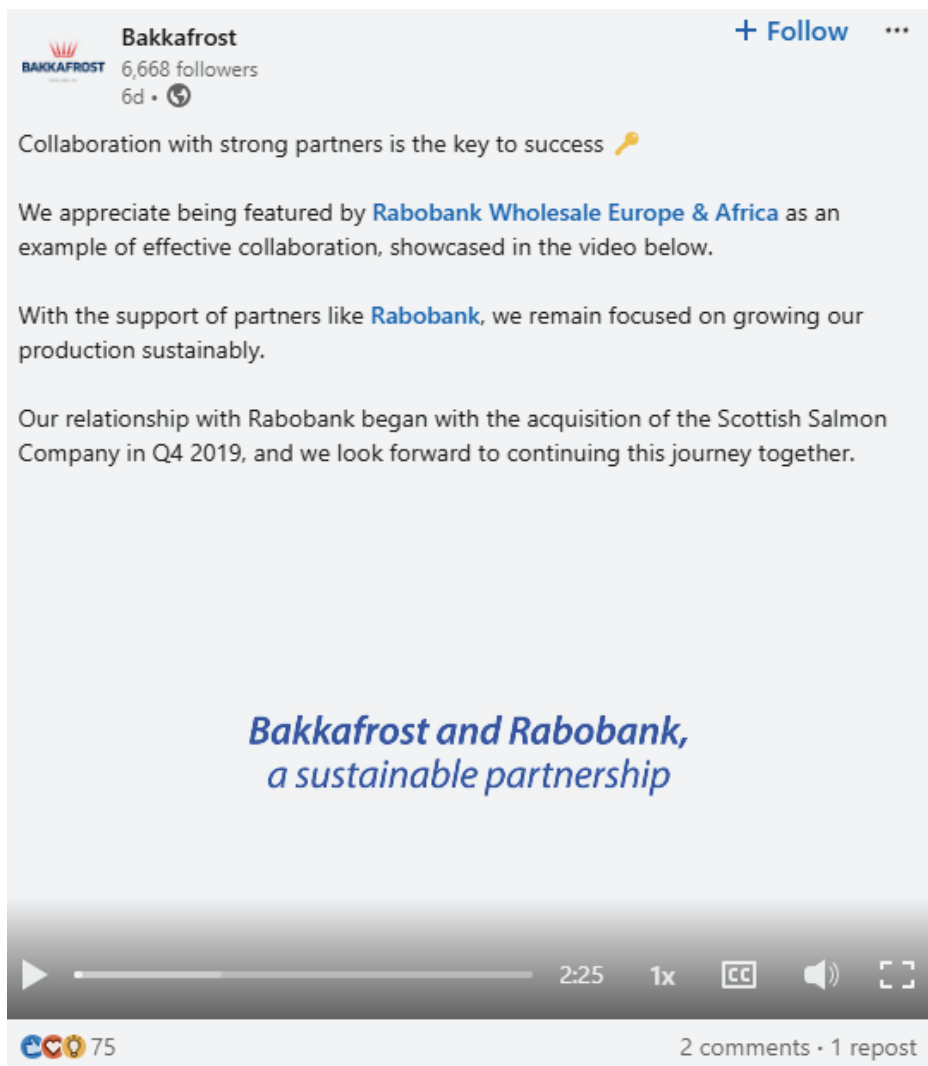 Bakkafrost
+ Follow
BAKKAFROST
6,668 followers
6d •
Collaboration with strong partners is the key to success 🔑
We appreciate being featured by Rabobank Wholesale Europe & Africa as an
example of effective collaboration, showcased in the video below.
With the support of partners like Rabobank, we remain focused on growing our
production sustainably.
Our relationship with Rabobank began with the acquisition of the Scottish Salmon
Company in Q4 2019, and we look forward to continuing this journey together.
Bakkafrost and Rabobank,
a sustainable partnership
2:25 1x CC
75
2 comments · 1 repost